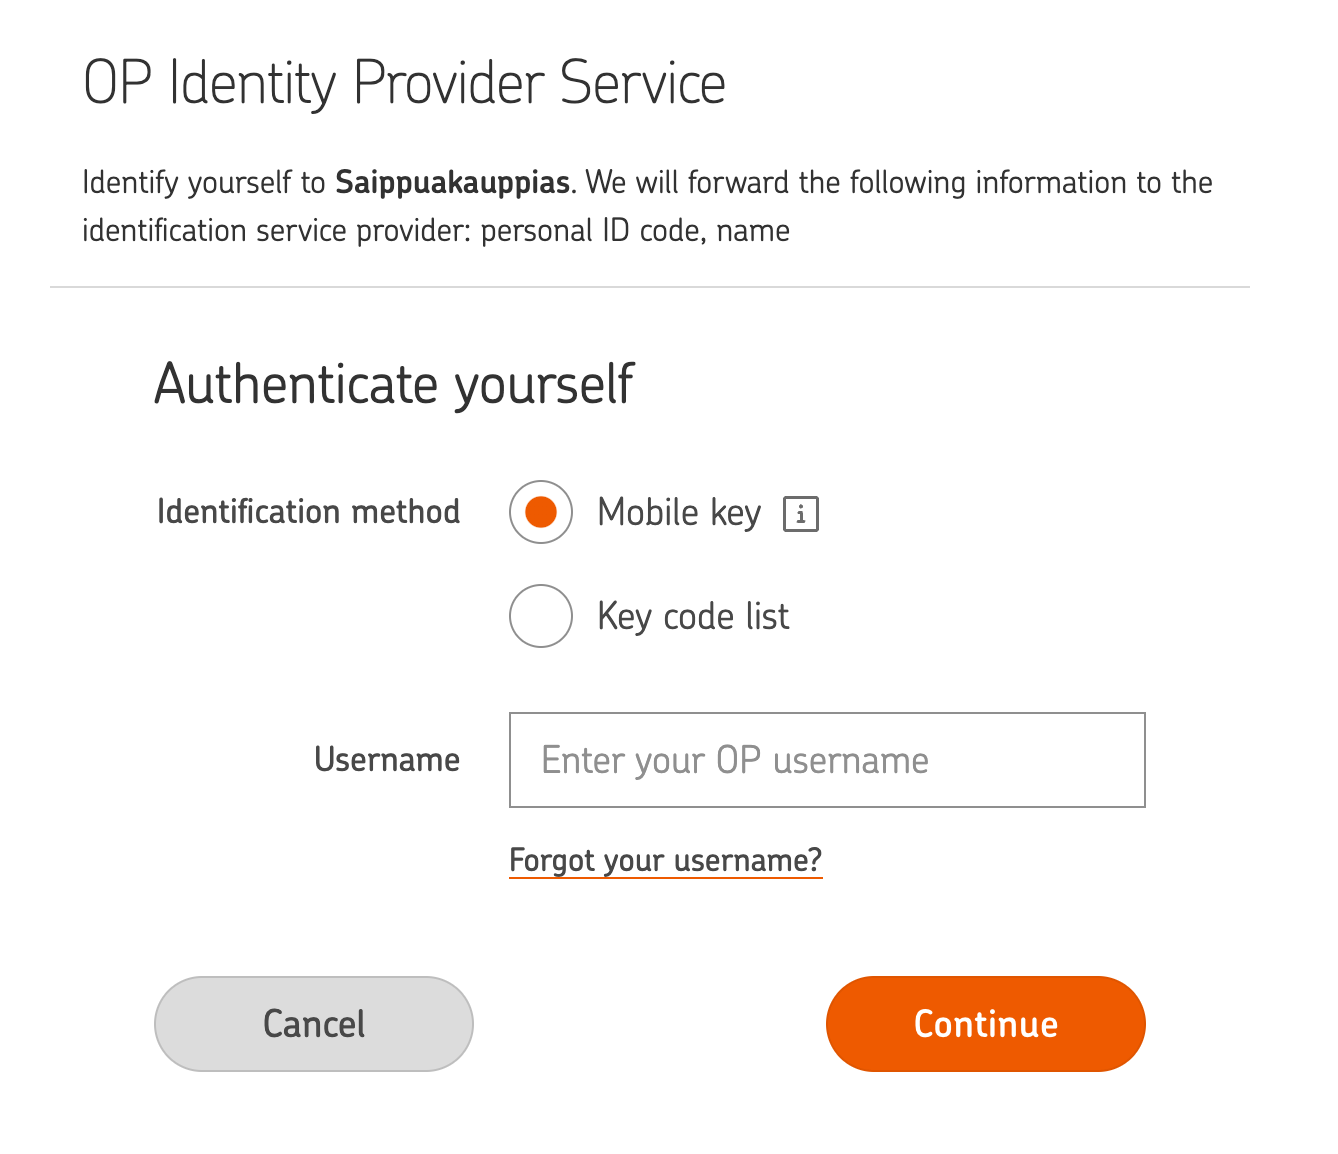 OP Identity Provider Service
Identify yourself to Saippuakauppias. We will forward the following information to the
identification service provider: personal ID code, name
Authenticate yourself
Identification method
Mobile key i
Key code list
Username
Enter your OP username
Forgot your username?
Cancel
Continue